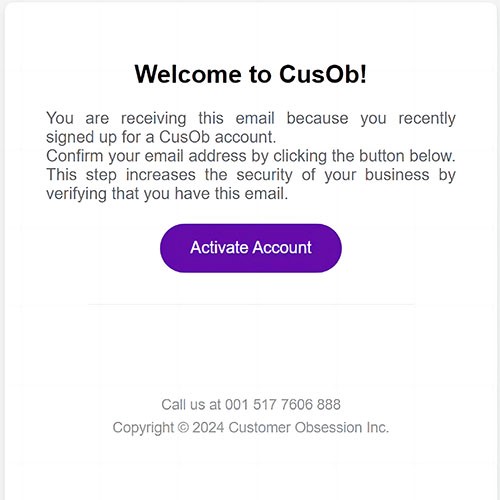 Welcome to CusOb!
You are receiving this email because you recently
signed up for a CusOb account.
Confirm your email address by clicking the button below.
This step increases the security of your business by
verifying that you have this email.
Activate Account
Call us at 001 517 7606 888
Copyright © 2024 Customer Obsession Inc.